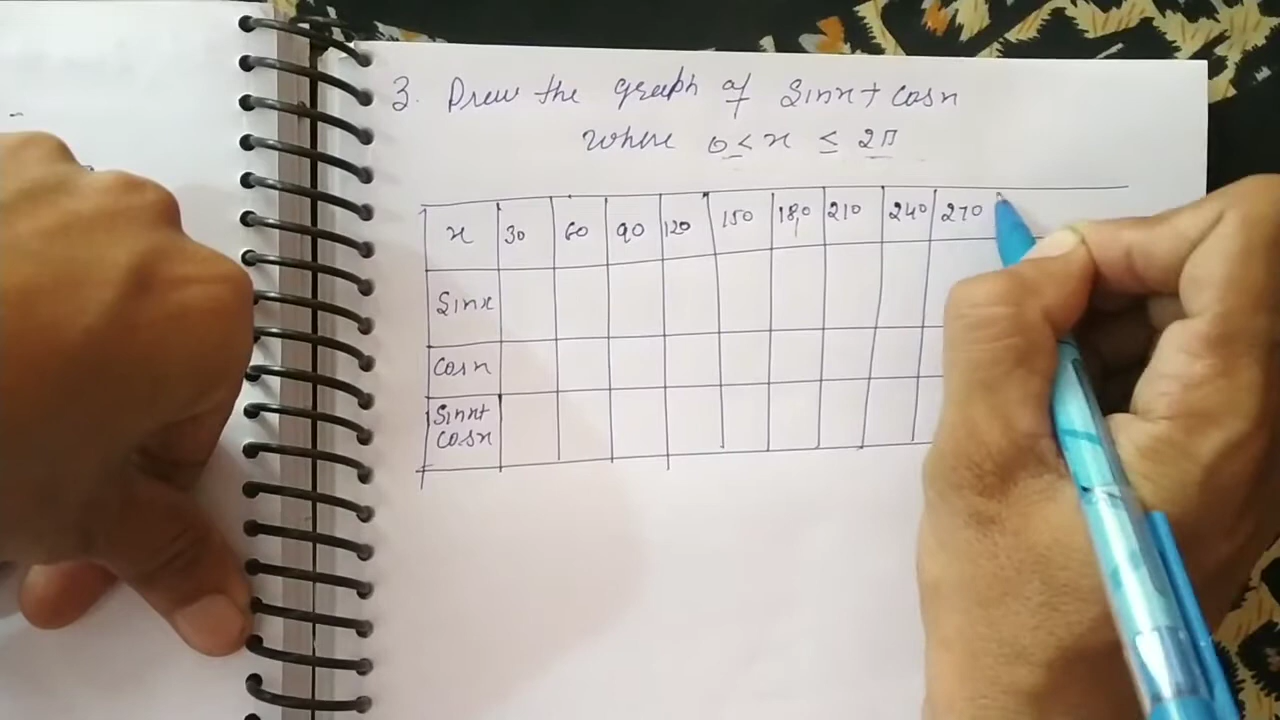 3. Draw the graph of Sinx + Cosx
where 0 < x ≤ 2π
x 30 60 90 120 150 180 210 240 270
Sinx
Cosx
Sinx+
Cosx